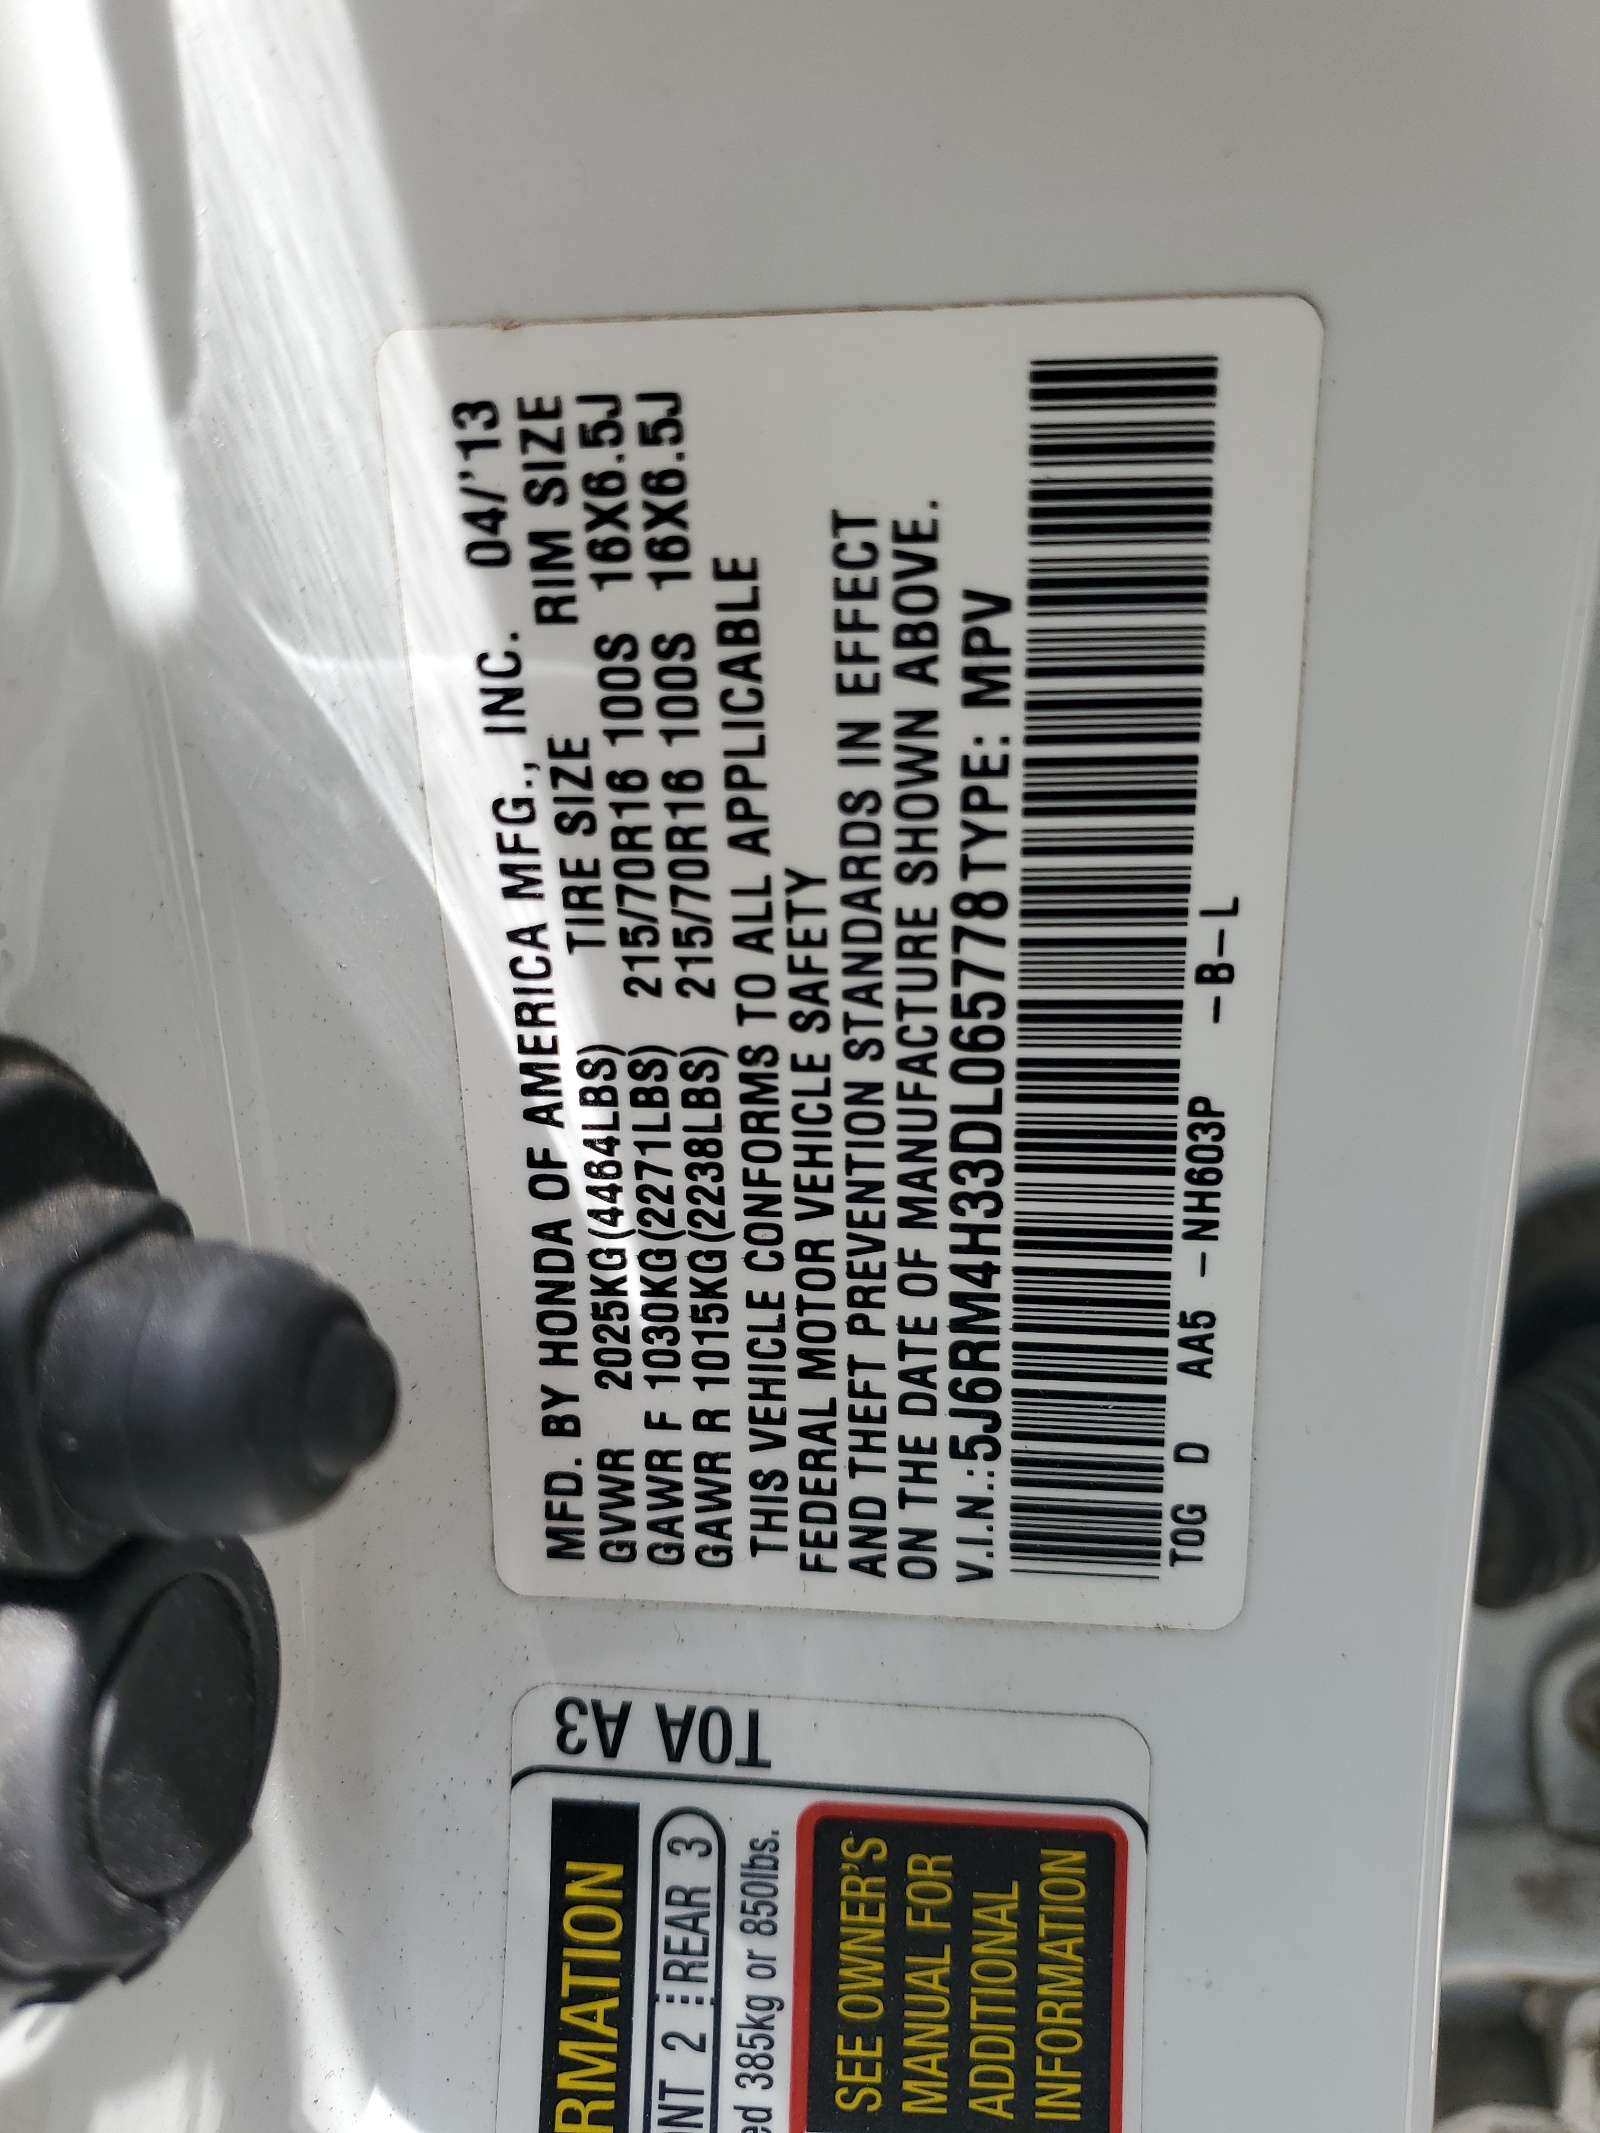 MFD. BY HONDA OF AMERICA MFG., INC. 04/'13
TIRE SIZE RIM SIZE
GVWR 2025KG(4464LBS)
GAWR F 1030KG(2271LBS) 215/70R16 100S 16X6.5J
GAWR R 1015KG(2238LBS) 215/70R16 100S 16X6.5J
THIS VEHICLE CONFORMS TO ALL APPLICABLE
FEDERAL MOTOR VEHICLE SAFETY
AND THEFT PREVENTION STANDARDS IN EFFECT
ON THE DATE OF MANUFACTURE SHOWN ABOVE.
V.I.N.:5J6RM4H33DL065778TYPE: MPV
T0G D AA5 -NH603P -B-L
T0A A3
RMATION
ONT 2 REAR 3
ed 385kg or 850lbs.
SEE OWNER'S
MANUAL FOR
ADDITIONAL
INFORMATION